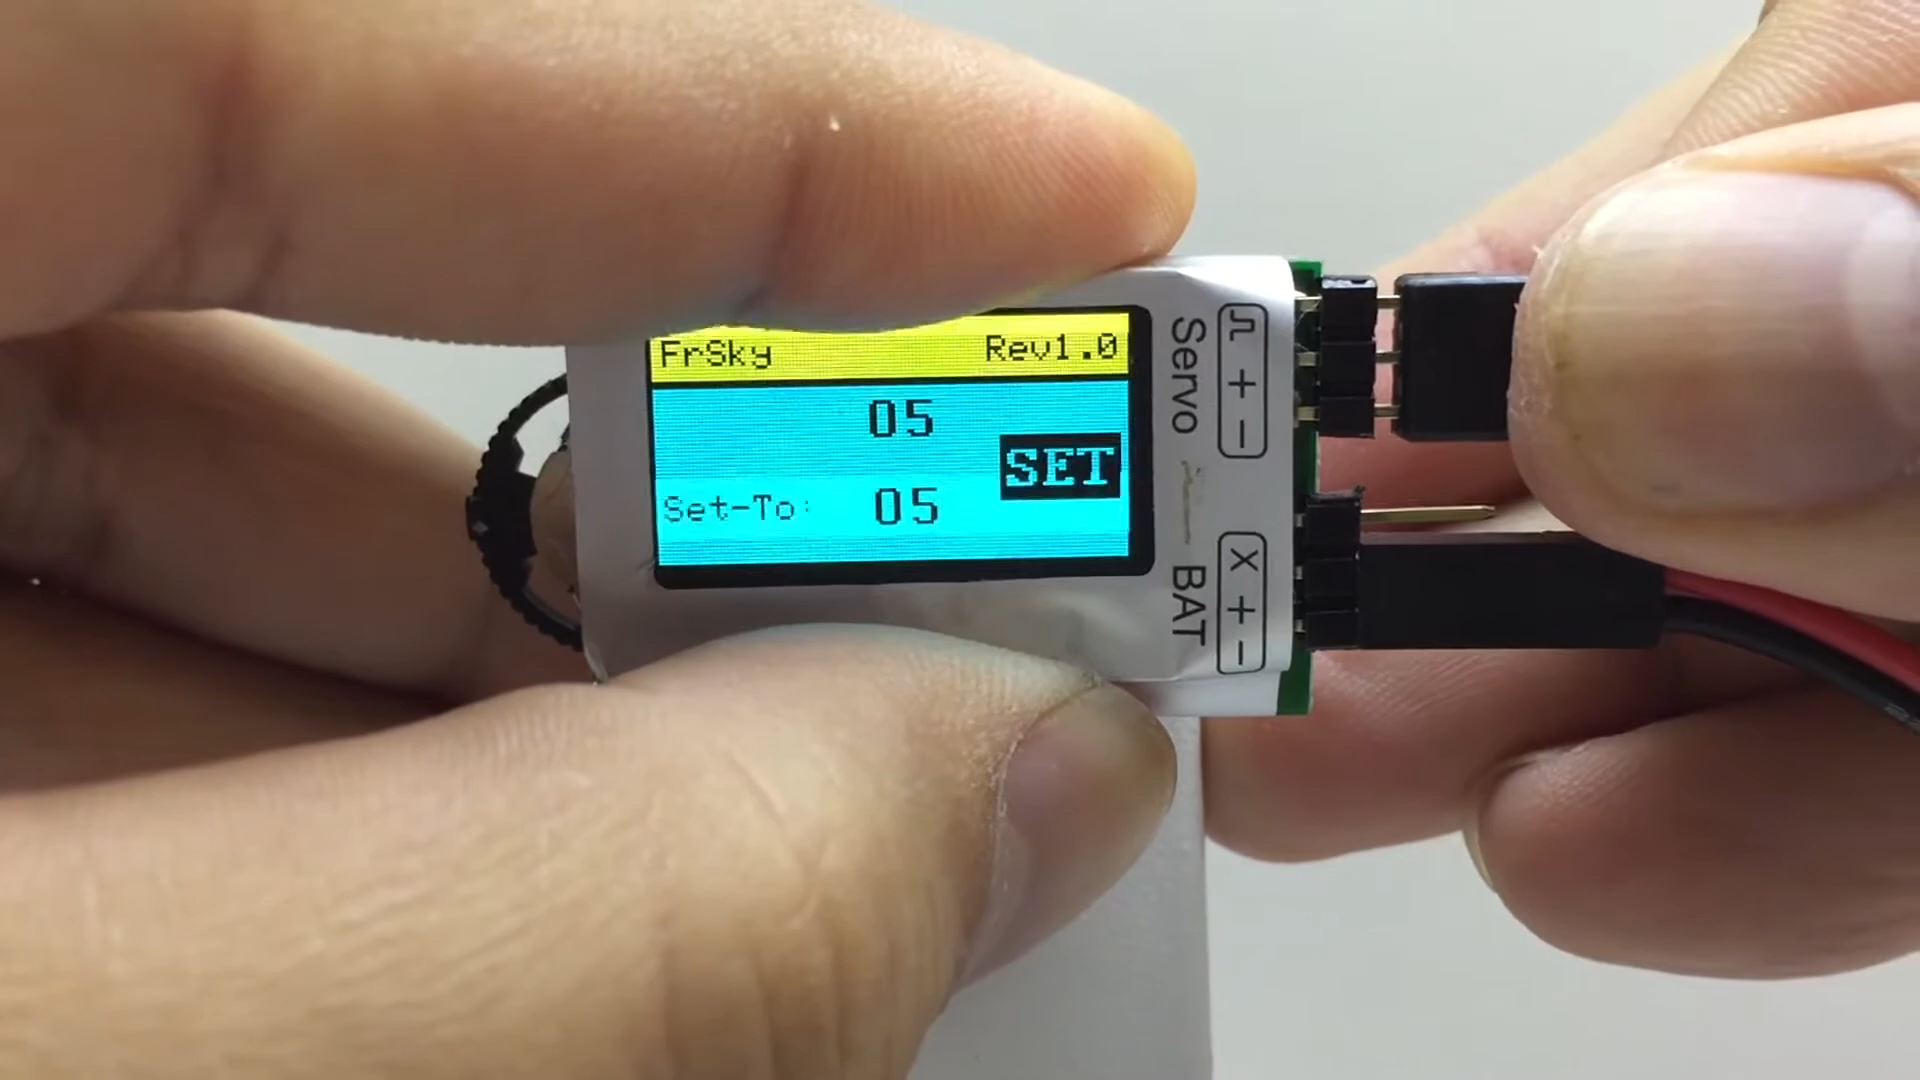 FrSky Rev1.0
05
SET
Set-To: 05
Servo
+ -
BAT
X + -